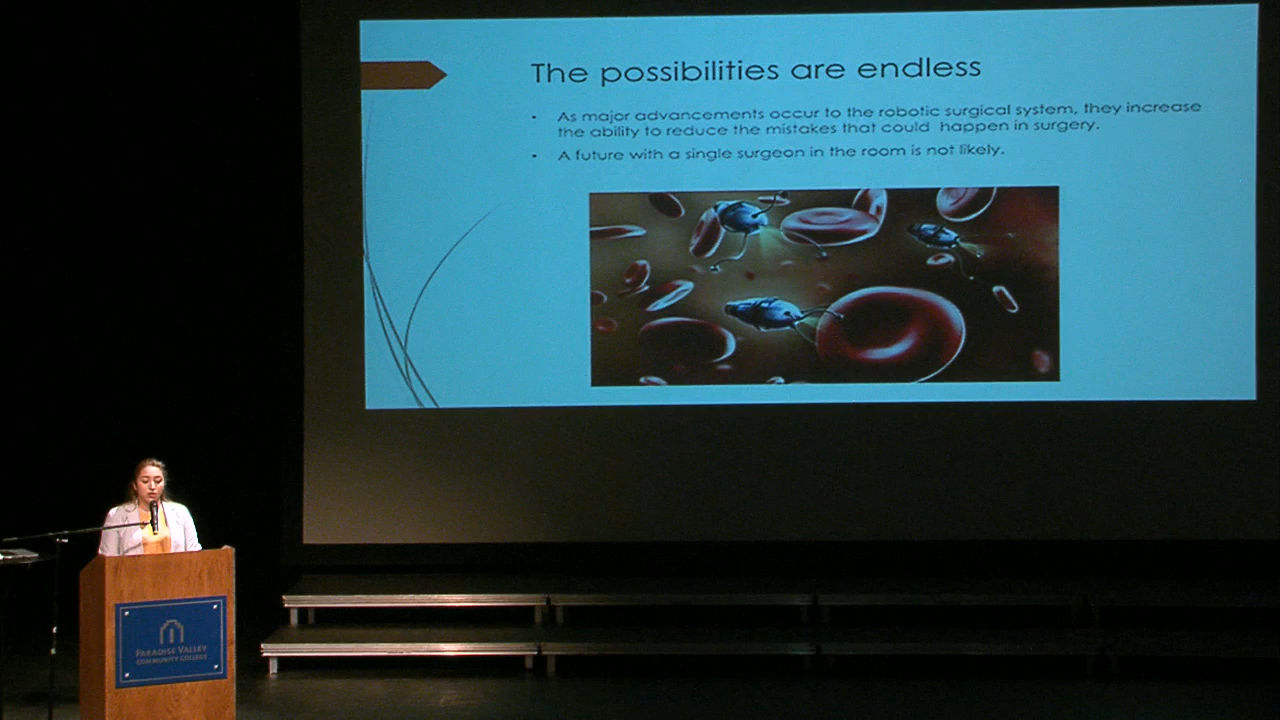 The possibilities are endless
• As major advancements occur to the robotic surgical system, they increase
the ability to reduce the mistakes that could happen in surgery.
• A future with a single surgeon in the room is not likely.
PARADISE VALLEY
COMMUNITY COLLEGE